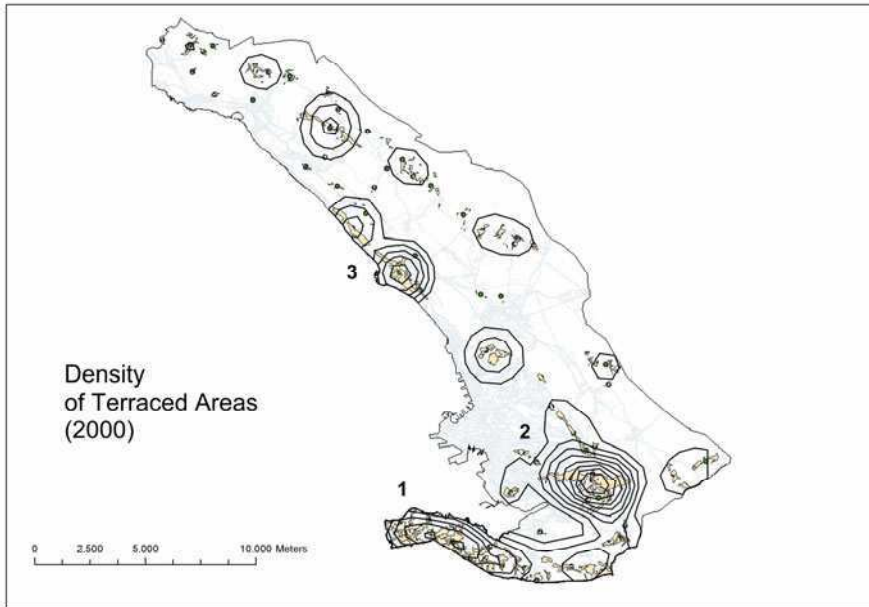 3
Density
of Terraced Areas
(2000)
2
1
0 2.500 5.000 10.000 Meters